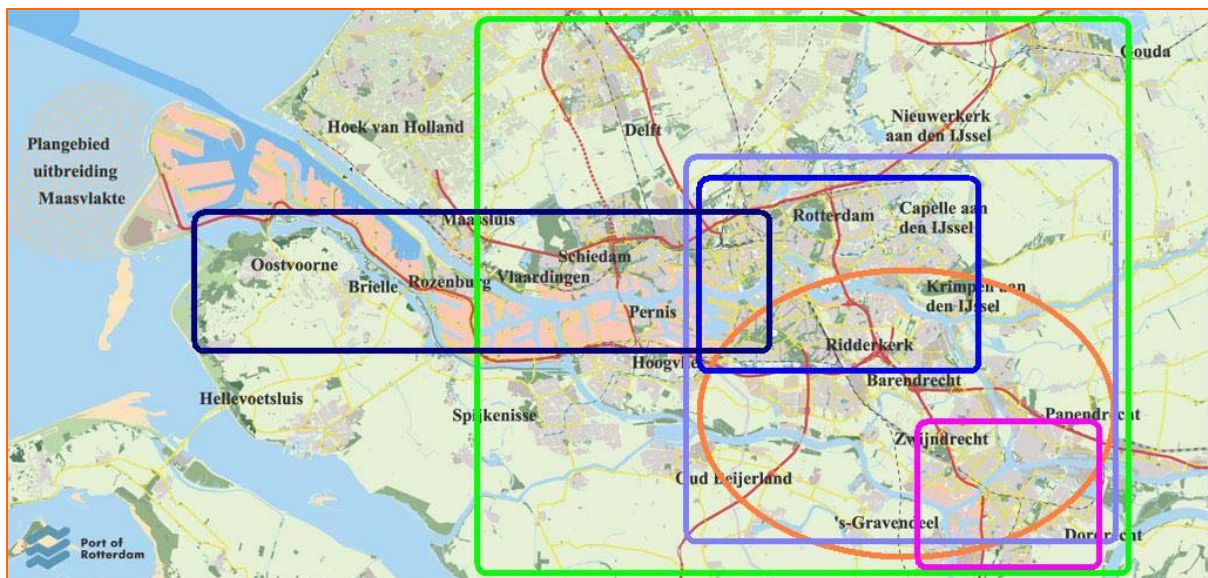 Gouda
Hoek van Holland
Delft
Nieuwerkerk
aan den IJssel
Plangebied
uitbreiding
Maasvlakte
Maassluis
Rotterdam
Capelle aan
den IJssel
Schiedam
Oostvoorne
Vlaardingen
Brielle
Rozenburg
Krimpen aan
den IJssel
Pernis
Ridderkerk
Hoogvliet
Barendrecht
Hellevoetsluis
Spijkenisse
Papendrecht
Zwijndrecht
Oud Beijerland
's-Gravendeel
Dordrecht
Port of
Rotterdam